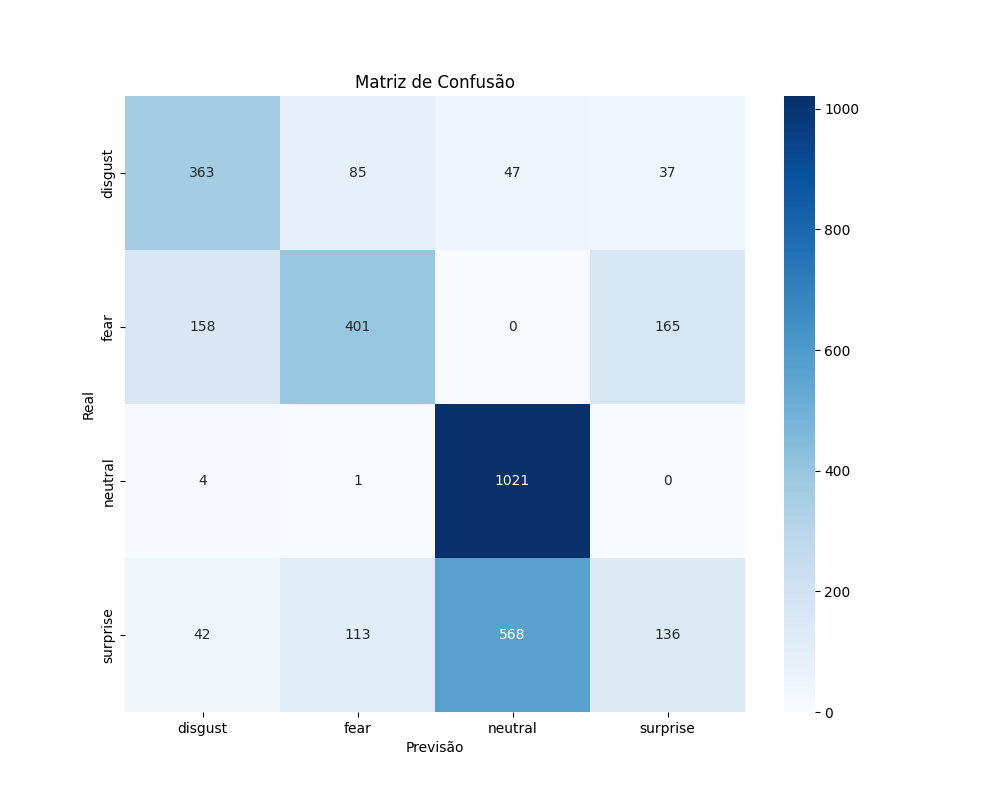 Matriz de Confusão
disgust 363 85 47 37
fear 158 401 0 165
neutral 4 1 1021 0
surprise 42 113 568 136
disgust fear neutral surprise
Previsão
Real
1000
800
600
400
200
0